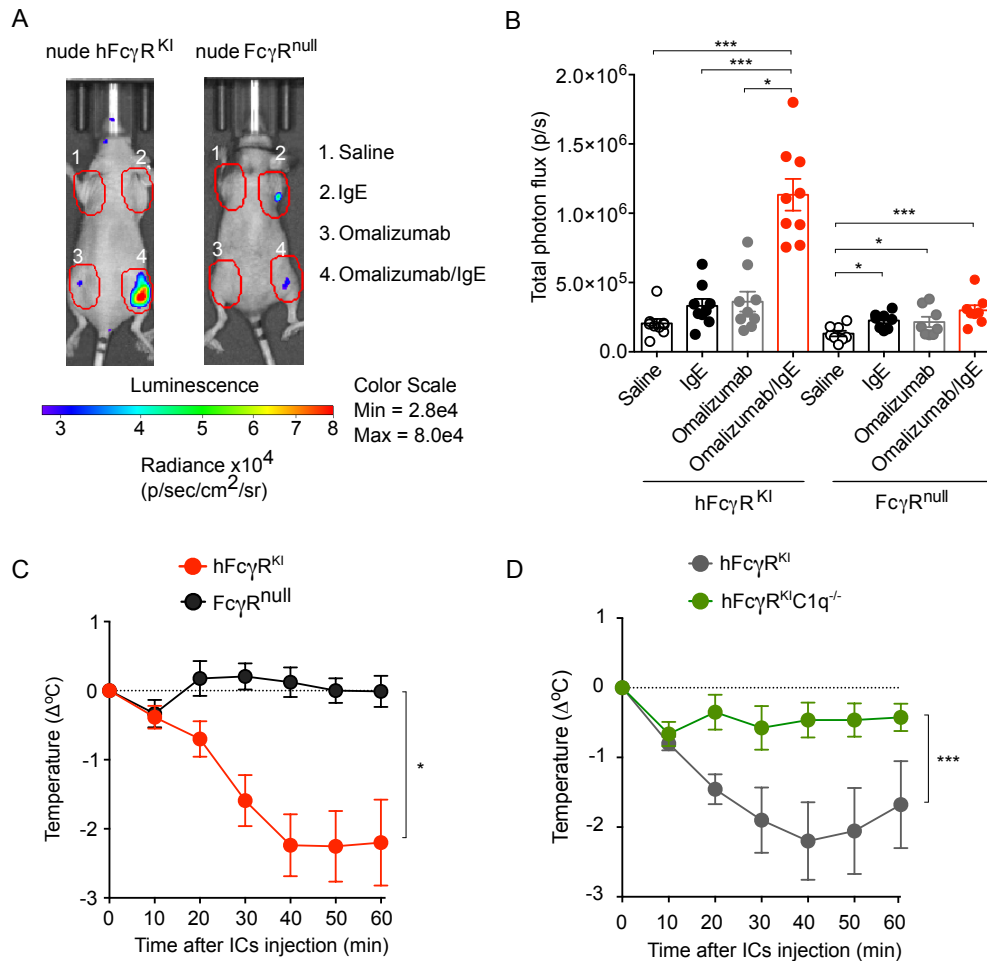 A
nude hFcγR^KI
nude FcγR^null
1
2
3
4
1
2
3
4
1. Saline
2. IgE
3. Omalizumab
4. Omalizumab/IgE
Luminescence
3 4 5 6 7 8
Radiance x10^4
(p/sec/cm^2/sr)
Color Scale
Min = 2.8e4
Max = 8.0e4
B
***
***
*
***
*
*
Total photon flux (p/s)
2.0×10^6
1.5×10^6
1.0×10^6
5.0×10^5
0.0
Saline
IgE
Omalizumab
Omalizumab/IgE
Saline
IgE
Omalizumab
Omalizumab/IgE
hFcγR^KI
FcγR^null
C
hFcγR^KI
FcγR^null
Temperature (Δ°C)
1
0
-1
-2
-3
*
0 10 20 30 40 50 60
Time after ICs injection (min)
D
hFcγR^KI
hFcγR^KIC1q^-/-
Temperature (Δ°C)
1
0
-1
-2
-3
***
0 10 20 30 40 50 60
Time after ICs injection (min)